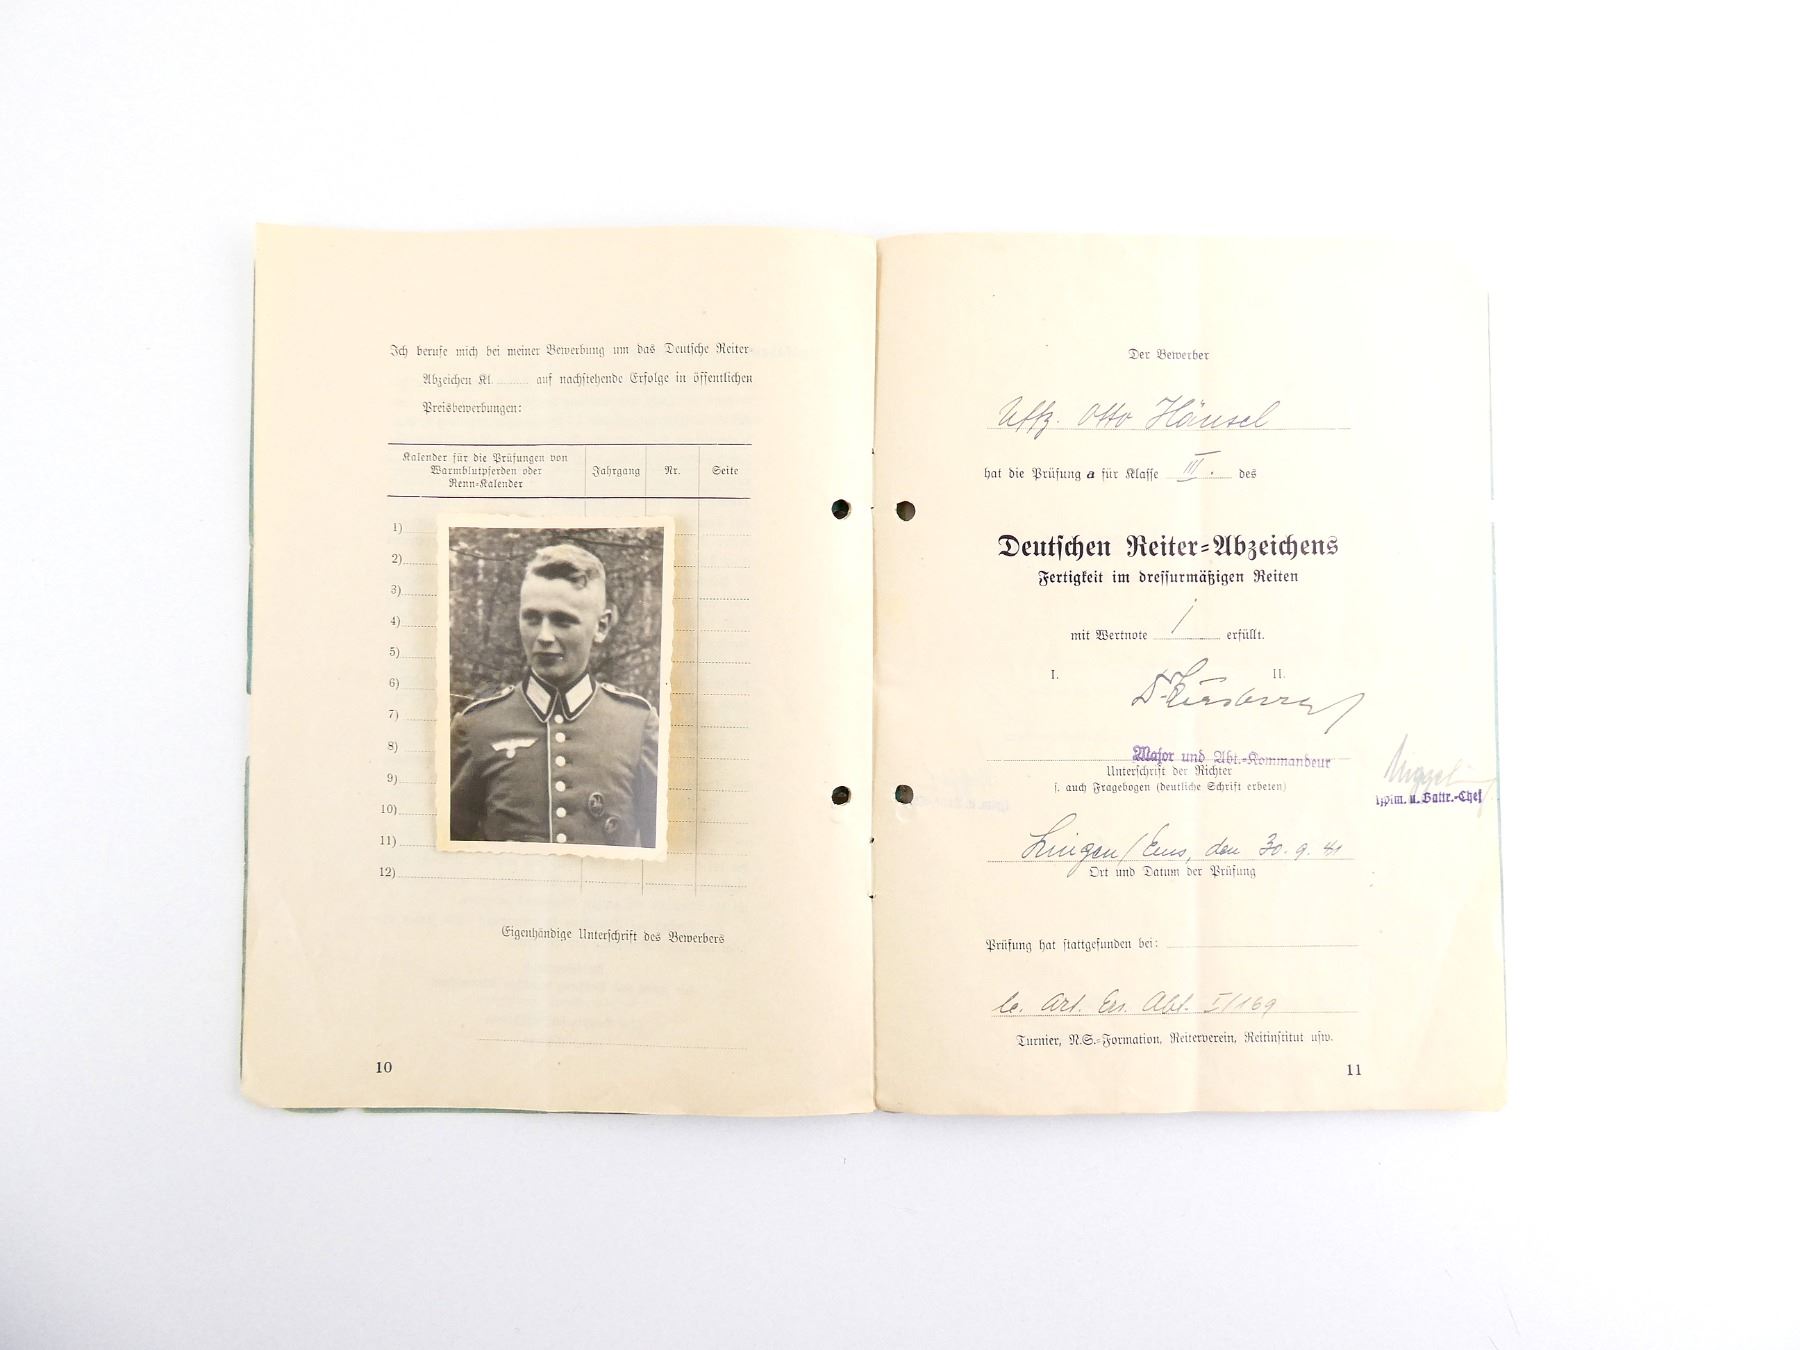 Ich berufe mich bei meiner Bewerbung um das Deutsche Reiter-
Abzeichen Kl. ......... auf nachstehende Erfolge in öffentlichen
Preisbewerbungen:
Kalender für die Prüfungen von
Warmblutpferden oder
Renn-Kalender
Jahrgang
Nr.
Seite
1)
2)
3)
4)
5)
6)
7)
8)
9)
10)
11)
12)
Eigenhändige Unterschrift des Bewerbers
10
Der Bewerber
Uffz. Otto Hänsel
hat die Prüfung a für Klasse III. des
Deutschen Reiter-Abzeichens
Fertigkeit im dressurmäßigen Reiten
mit Wertnote 1 erfüllt.
I. II.
Major und Abt.-Kommandeur
Unterschrift der Richter
s. auch Fragebogen (deutliche Schrift erbeten)
Hptm. u. Battr.-Chef
Lingen/Ems, den 30.9.41
Ort und Datum der Prüfung
Prüfung hat stattgefunden bei:
le. Art. Ers. Abt. I/169
Turnier, N.S.-Formation, Reiterverein, Reitinstitut usw.
11